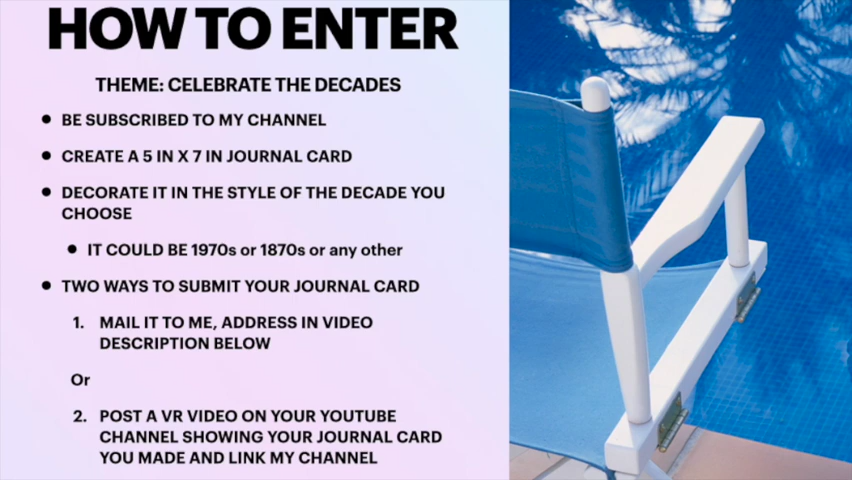 HOW TO ENTER
THEME: CELEBRATE THE DECADES
• BE SUBSCRIBED TO MY CHANNEL
• CREATE A 5 IN X 7 IN JOURNAL CARD
• DECORATE IT IN THE STYLE OF THE DECADE YOU
CHOOSE
• IT COULD BE 1970s or 1870s or any other
• TWO WAYS TO SUBMIT YOUR JOURNAL CARD
1. MAIL IT TO ME, ADDRESS IN VIDEO
DESCRIPTION BELOW
Or
2. POST A VR VIDEO ON YOUR YOUTUBE
CHANNEL SHOWING YOUR JOURNAL CARD
YOU MADE AND LINK MY CHANNEL